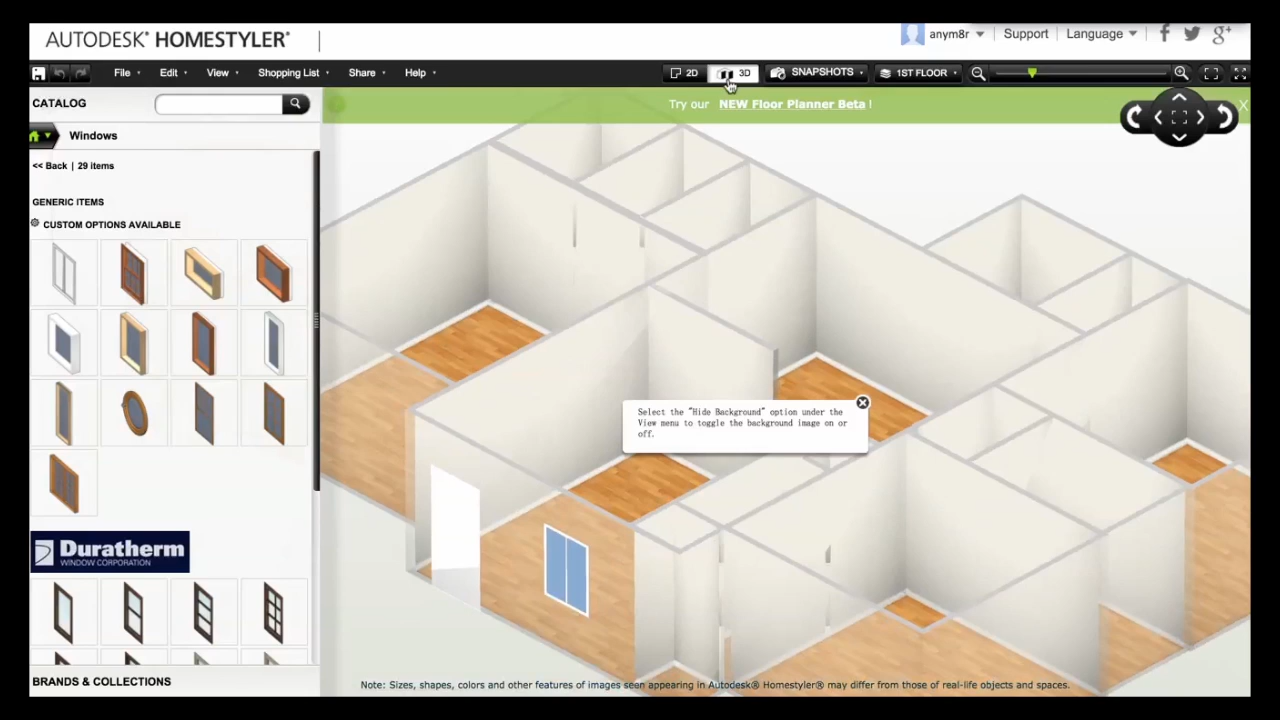 AUTODESK® HOMESTYLER®
anym8r Support Language f g+
File Edit View Shopping List Share Help 2D 3D SNAPSHOTS 1ST FLOOR
CATALOG
Try our NEW Floor Planner Beta ! X
Windows
<< Back | 29 items
GENERIC ITEMS
CUSTOM OPTIONS AVAILABLE
Select the "Hide Background" option under the
View menu to toggle the background image on or
off.
Duratherm
WINDOW CORPORATION
BRANDS & COLLECTIONS
Note: Sizes, shapes, colors and other features of images seen appearing in Autodesk® Homestyler® may differ from those of real-life objects and spaces.